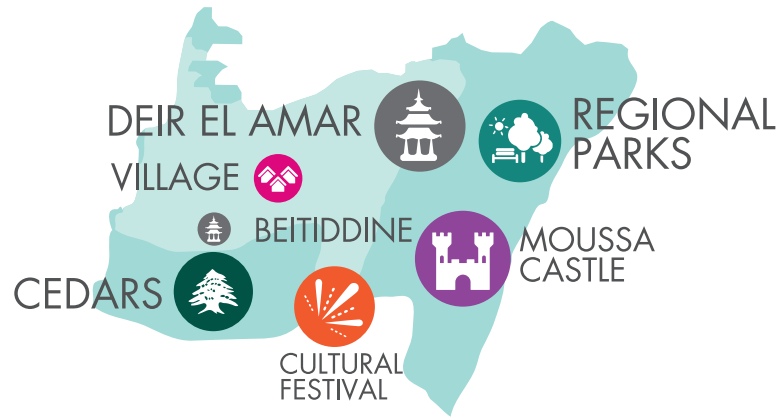 DEIR EL AMAR
REGIONAL
PARKS
VILLAGE
BEITIDDINE
MOUSSA
CASTLE
CEDARS
CULTURAL
FESTIVAL